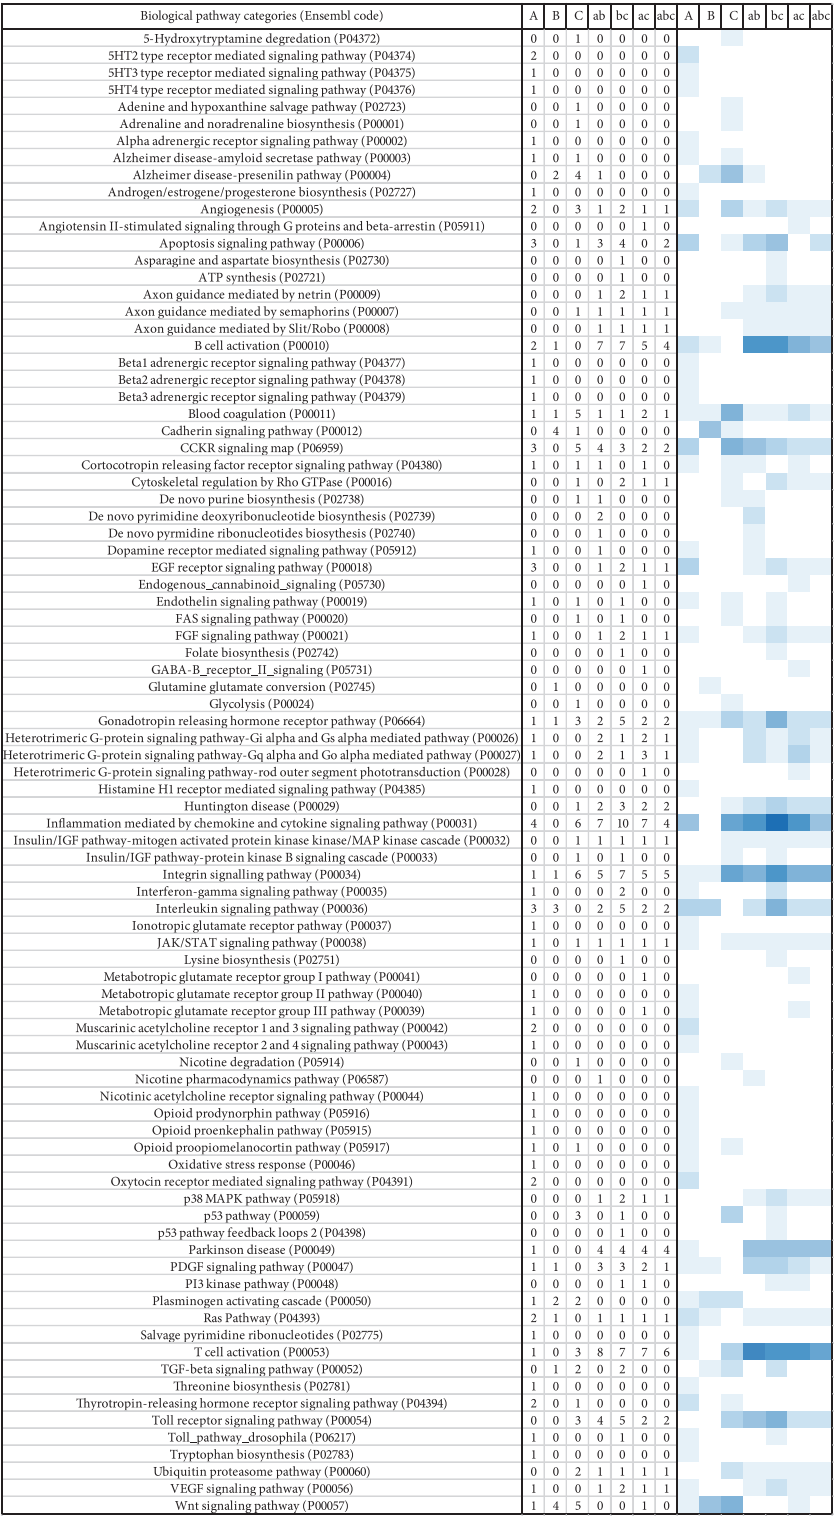 Biological pathway categories (Ensembl code) A B C ab bc ac abc A B C ab bc ac abc
5-Hydroxytryptamine degredation (P04372) 0 0 1 0 0 0 0
5HT2 type receptor mediated signaling pathway (P04374) 2 0 0 0 0 0 0
5HT3 type receptor mediated signaling pathway (P04375) 1 0 0 0 0 0 0
5HT4 type receptor mediated signaling pathway (P04376) 1 0 0 0 0 0 0
Adenine and hypoxanthine salvage pathway (P02723) 0 0 1 0 0 0 0
Adrenaline and noradrenaline biosynthesis (P00001) 0 0 1 0 0 0 0
Alpha adrenergic receptor signaling pathway (P00002) 1 0 0 0 0 0 0
Alzheimer disease-amyloid secretase pathway (P00003) 1 0 1 0 0 0 0
Alzheimer disease-presenilin pathway (P00004) 0 2 4 1 0 0 0
Androgen/estrogene/progesterone biosynthesis (P02727) 1 0 0 0 0 0 0
Angiogenesis (P00005) 2 0 3 1 2 1 1
Angiotensin II-stimulated signaling through G proteins and beta-arrestin (P05911) 0 0 0 0 0 1 0
Apoptosis signaling pathway (P00006) 3 0 1 3 4 0 2
Asparagine and aspartate biosynthesis (P02730) 0 0 0 0 1 0 0
ATP synthesis (P02721) 0 0 0 0 1 0 0
Axon guidance mediated by netrin (P00009) 0 0 0 1 2 1 1
Axon guidance mediated by semaphorins (P00007) 0 0 1 1 1 1 1
Axon guidance mediated by Slit/Robo (P00008) 0 0 0 1 1 1 1
B cell activation (P00010) 2 1 0 7 7 5 4
Beta1 adrenergic receptor signaling pathway (P04377) 1 0 0 0 0 0 0
Beta2 adrenergic receptor signaling pathway (P04378) 1 0 0 0 0 0 0
Beta3 adrenergic receptor signaling pathway (P04379) 1 0 0 0 0 0 0
Blood coagulation (P00011) 1 1 5 1 1 2 1
Cadherin signaling pathway (P00012) 0 4 1 0 0 0 0
CCKR signaling map (P06959) 3 0 5 4 3 2 2
Cortocotropin releasing factor receptor signaling pathway (P04380) 1 0 1 1 0 1 0
Cytoskeletal regulation by Rho GTPase (P00016) 0 0 1 0 2 1 1
De novo purine biosynthesis (P02738) 0 0 1 1 0 0 0
De novo pyrimidine deoxyribonucleotide biosynthesis (P02739) 0 0 0 2 0 0 0
De novo pyrmidine ribonucleotides biosythesis (P02740) 0 0 0 1 0 0 0
Dopamine receptor mediated signaling pathway (P05912) 1 0 0 1 0 0 0
EGF receptor signaling pathway (P00018) 3 0 0 1 2 1 1
Endogenous_cannabinoid_signaling (P05730) 0 0 0 0 0 1 0
Endothelin signaling pathway (P00019) 1 0 1 0 1 0 0
FAS signaling pathway (P00020) 0 0 1 0 1 0 0
FGF signaling pathway (P00021) 1 0 0 1 2 1 1
Folate biosynthesis (P02742) 0 0 0 0 1 0 0
GABA-B_receptor_II_signaling (P05731) 0 0 0 0 0 1 0
Glutamine glutamate conversion (P02745) 0 1 0 0 0 0 0
Glycolysis (P00024) 0 0 1 0 0 0 0
Gonadotropin releasing hormone receptor pathway (P06664) 1 1 3 2 5 2 2
Heterotrimeric G-protein signaling pathway-Gi alpha and Gs alpha mediated pathway (P00026) 1 0 0 2 1 2 1
Heterotrimeric G-protein signaling pathway-Gq alpha and Go alpha mediated pathway (P00027) 1 0 0 2 1 3 1
Heterotrimeric G-protein signaling pathway-rod outer segment phototransduction (P00028) 0 0 0 0 0 1 0
Histamine H1 receptor mediated signaling pathway (P04385) 1 0 0 0 0 0 0
Huntington disease (P00029) 0 0 1 2 3 2 2
Inflammation mediated by chemokine and cytokine signaling pathway (P00031) 4 0 6 7 10 7 4
Insulin/IGF pathway-mitogen activated protein kinase kinase/MAP kinase cascade (P00032) 0 0 1 1 1 1 1
Insulin/IGF pathway-protein kinase B signaling cascade (P00033) 0 0 1 0 1 0 0
Integrin signalling pathway (P00034) 1 1 6 5 7 5 5
Interferon-gamma signaling pathway (P00035) 1 0 0 0 2 0 0
Interleukin signaling pathway (P00036) 3 3 0 2 5 2 2
Ionotropic glutamate receptor pathway (P00037) 1 0 0 0 0 0 0
JAK/STAT signaling pathway (P00038) 1 0 1 1 1 1 1
Lysine biosynthesis (P02751) 0 0 0 0 1 0 0
Metabotropic glutamate receptor group I pathway (P00041) 0 0 0 0 0 1 0
Metabotropic glutamate receptor group II pathway (P00040) 1 0 0 0 0 0 0
Metabotropic glutamate receptor group III pathway (P00039) 1 0 0 0 0 1 0
Muscarinic acetylcholine receptor 1 and 3 signaling pathway (P00042) 2 0 0 0 0 0 0
Muscarinic acetylcholine receptor 2 and 4 signaling pathway (P00043) 1 0 0 0 0 0 0
Nicotine degradation (P05914) 0 0 1 0 0 0 0
Nicotine pharmacodynamics pathway (P06587) 0 0 0 1 0 0 0
Nicotinic acetylcholine receptor signaling pathway (P00044) 1 0 0 0 0 0 0
Opioid prodynorphin pathway (P05916) 1 0 0 0 0 0 0
Opioid proenkephalin pathway (P05915) 1 0 0 0 0 0 0
Opioid proopiomelanocortin pathway (P05917) 1 0 1 0 0 0 0
Oxidative stress response (P00046) 1 0 0 0 0 0 0
Oxytocin receptor mediated signaling pathway (P04391) 2 0 0 0 0 0 0
p38 MAPK pathway (P05918) 0 0 0 1 2 1 1
p53 pathway (P00059) 0 0 3 0 1 0 0
p53 pathway feedback loops 2 (P04398) 0 0 0 0 1 0 0
Parkinson disease (P00049) 1 0 0 4 4 4 4
PDGF signaling pathway (P00047) 1 1 0 3 3 2 1
PI3 kinase pathway (P00048) 0 0 0 0 1 1 0
Plasminogen activating cascade (P00050) 1 2 2 0 0 0 0
Ras Pathway (P04393) 2 1 0 1 1 1 1
Salvage pyrimidine ribonucleotides (P02775) 1 0 0 0 0 0 0
T cell activation (P00053) 1 0 3 8 7 7 6
TGF-beta signaling pathway (P00052) 0 1 2 0 2 0 0
Threonine biosynthesis (P02781) 1 0 0 0 0 0 0
Thyrotropin-releasing hormone receptor signaling pathway (P04394) 2 0 1 0 0 0 0
Toll receptor signaling pathway (P00054) 0 0 3 4 5 2 2
Toll_pathway_drosophila (P06217) 1 0 0 0 1 0 0
Tryptophan biosynthesis (P02783) 1 0 0 0 0 0 0
Ubiquitin proteasome pathway (P00060) 0 0 2 1 1 1 1
VEGF signaling pathway (P00056) 1 0 0 1 2 1 1
Wnt signaling pathway (P00057) 1 4 5 0 0 1 0